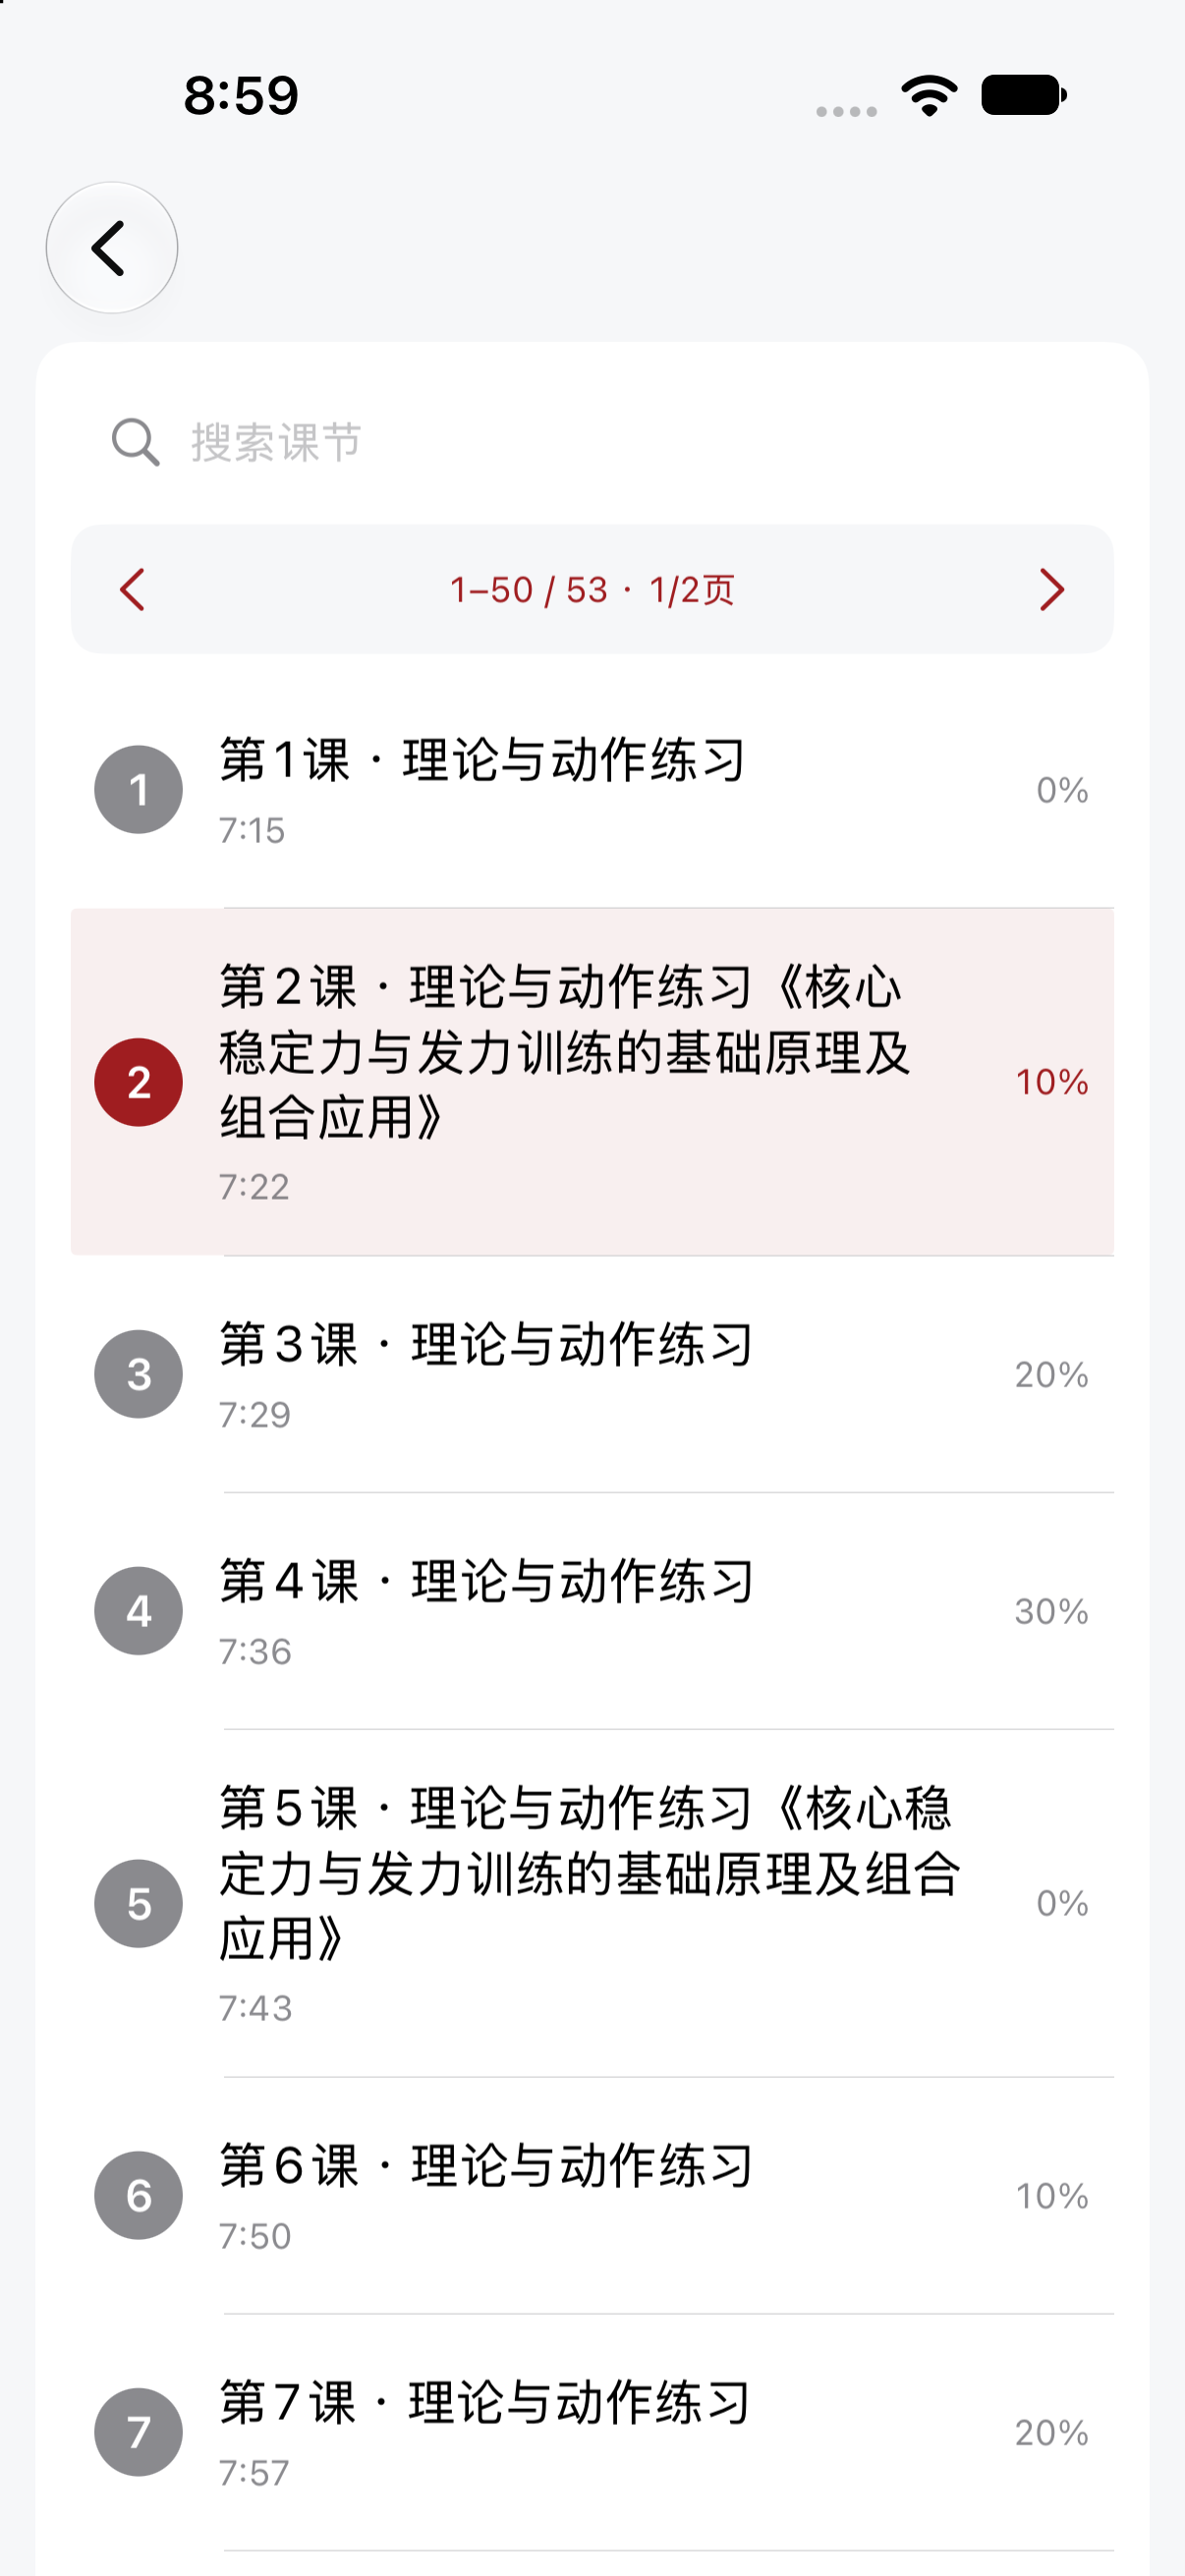 8:59
搜索课节
1–50 / 53 · 1/2页
1
第1课 · 理论与动作练习
7:15
0%
2
第2课 · 理论与动作练习《核心
稳定力与发力训练的基础原理及
组合应用》
7:22
10%
3
第3课 · 理论与动作练习
7:29
20%
4
第4课 · 理论与动作练习
7:36
30%
5
第5课 · 理论与动作练习《核心稳
定力与发力训练的基础原理及组合
应用》
7:43
0%
6
第6课 · 理论与动作练习
7:50
10%
7
第7课 · 理论与动作练习
7:57
20%